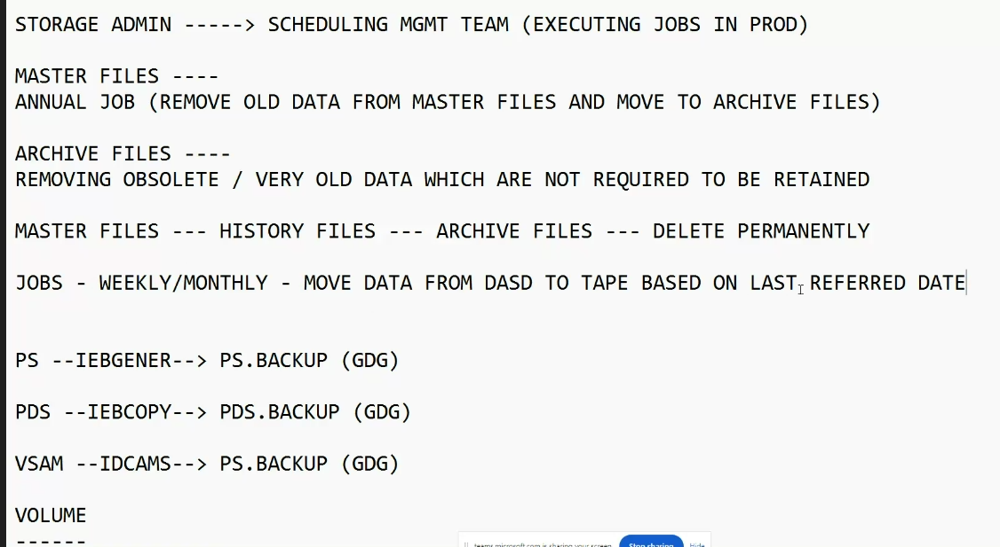 STORAGE ADMIN -----> SCHEDULING MGMT TEAM (EXECUTING JOBS IN PROD)
MASTER FILES ----
ANNUAL JOB (REMOVE OLD DATA FROM MASTER FILES AND MOVE TO ARCHIVE FILES)
ARCHIVE FILES ----
REMOVING OBSOLETE / VERY OLD DATA WHICH ARE NOT REQUIRED TO BE RETAINED
MASTER FILES --- HISTORY FILES --- ARCHIVE FILES --- DELETE PERMANENTLY
JOBS - WEEKLY/MONTHLY - MOVE DATA FROM DASD TO TAPE BASED ON LAST REFERRED DATE
PS --IEBGENER--> PS.BACKUP (GDG)
PDS --IEBCOPY--> PDS.BACKUP (GDG)
VSAM --IDCAMS--> PS.BACKUP (GDG)
VOLUME
------
teams.microsoft.com is sharing your screen. Stop sharing Hide